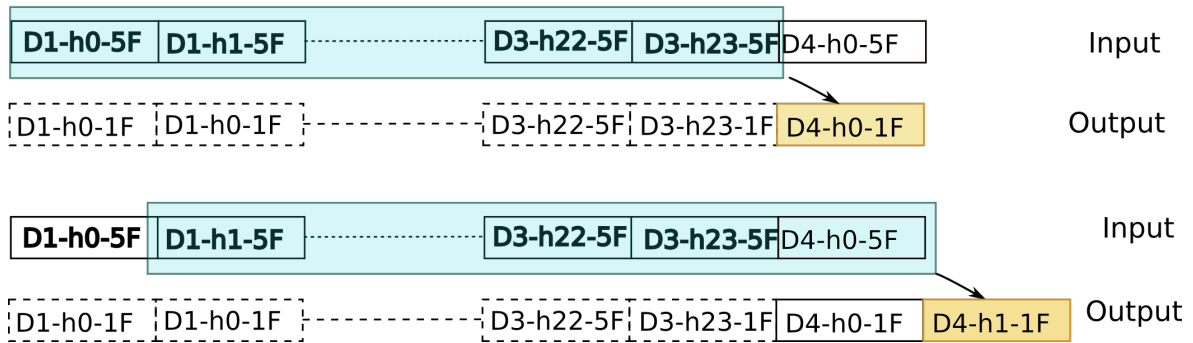 D1-h0-5F D1-h1-5F D3-h22-5F D3-h23-5F D4-h0-5F Input
D1-h0-1F D1-h0-1F D3-h22-5F D3-h23-1F D4-h0-1F Output
D1-h0-5F D1-h1-5F D3-h22-5F D3-h23-5F D4-h0-5F Input
D1-h0-1F D1-h0-1F D3-h22-5F D3-h23-1F D4-h0-1F D4-h1-1F Output